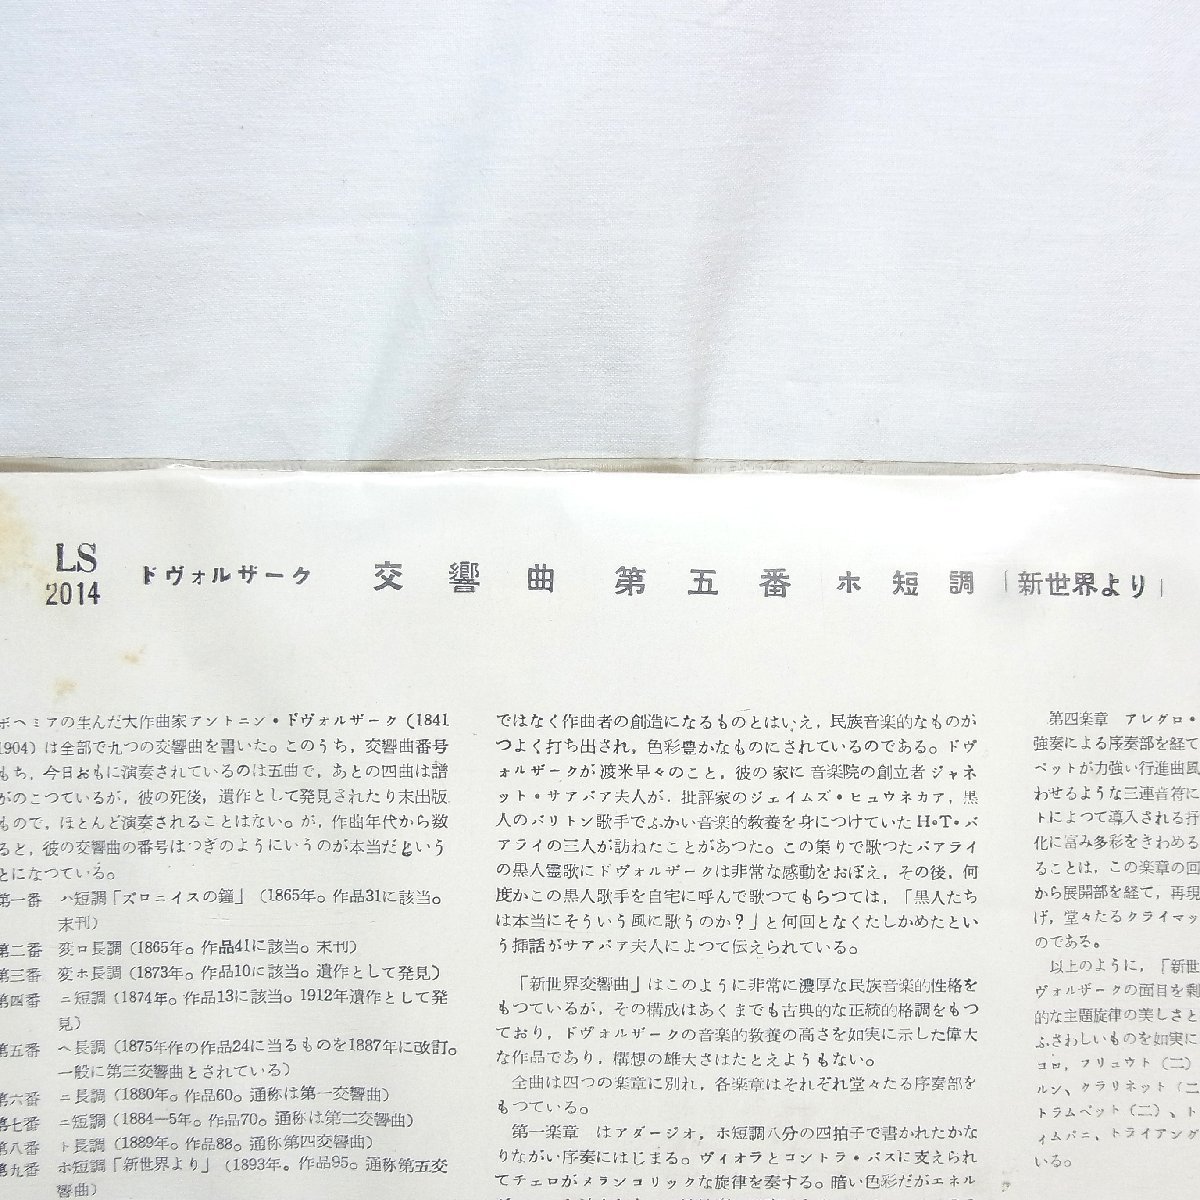 LS
2014
ドヴォルザーク 交響曲 第五番 ホ短調 「新世界より」
ボヘミアの生んだ大作曲家アントニン・ドヴォルザーク (1841
1904) は全部で九つの交響曲を書いた。このうち，交響曲番号
もち，今日おもに演奏されているのは五曲で，あとの四曲は譜
がのこつているが，彼の死後，遺作として発見されたり末出版
もので，ほとんど演奏されることはない。が，作曲年代から数
ると，彼の交響曲の番号はつぎのようにいうのが本当だという
とになつている。
第一番 ハ短調「ズロニイスの鐘」（1865年。作品31に該当。
末刊）
第二番 変ロ長調（1865年。作品41に該当。末刊）
第三番 変ホ長調（1873年。作品10に該当。遺作として発見）
第四番 ニ短調（1874年。作品13に該当。1912年遺作として発
見）
第五番 ヘ長調（1875年作の作品24に当るものを1887年に改訂。
一般に第三交響曲とされている）
第六番 ニ長調（1880年。作品60。通称は第一交響曲）
第七番 ニ短調（1884—5年。作品70。通称は第二交響曲）
第八番 ト長調（1889年。作品88。通称第四交響曲）
第九番 ホ短調「新世界より」（1893年。作品95。通称第五交
響曲）
ではなく作曲者の創造になるものとはいえ，民族音楽的なものが
つよく打ち出され，色彩豊かなものにされているのである。ドヴ
ォルザークが渡米早々のこと，彼の家に音楽院の創立者ジャネ
ット・サアバア夫人が，批評家のジェイムズ・ヒュウネカア，黒
人のバリトン歌手でふかい音楽的教養を身につけていたH・T・バ
アライの三人が訪ねたことがあつた。この集りで歌つたバアライ
の黒人霊歌にドヴォルザークは非常な感動をおぼえ，その後，何
度かこの黒人歌手を自宅に呼んで歌つてもらつては，「黒人たち
は本当にそういう風に歌うのか？」と何回となくたしかめたとい
う挿話がサアバア夫人によつて伝えられている。
「新世界交響曲」はこのように非常に濃厚な民族音楽的性格を
もつているが，その構成はあくまでも古典的な正統的格調をもつ
ており，ドヴォルザークの音楽的教養の高さを如実に示した偉大
な作品であり，構想の雄大さはたとえようもない。
全曲は四つの楽章に別れ，各楽章はそれぞれ堂々たる序奏部を
もつている。
第一楽章 はアダージオ，ホ短調八分の四拍子で書かれたかな
りながい序奏にはじまる。ヴィオラとコントラ・バスに支えられ
てチェロがメランコリックな旋律を奏する。暗い色彩だがエネル
第四楽章 アレグロ・
強奏による序奏部を経て
ペットが力強い行進曲風
わせるような三連音符に
トによつて導入される抒
化に富み多彩をきわめる
ることは，この楽章の回
から展開部を経て，再現
げ，堂々たるクライマッ
のである。
以上のように，「新世
ヴォルザークの面目を剰
的な主題旋律の美しさと
ふさわしいものを如実に
コロ，フリュウト（二）
ルン、クラリネット（二
トラムペット（二）、ト
イムパニ、トライアング
いる。